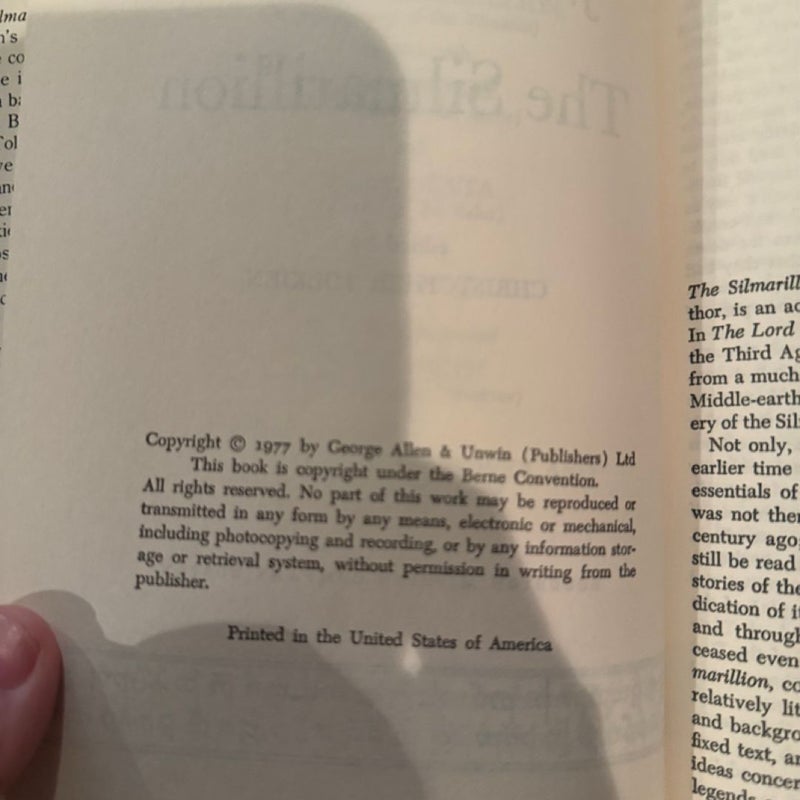 Copyright © 1977 by George Allen & Unwin (Publishers) Ltd
This book is copyright under the Berne Convention.
All rights reserved. No part of this work may be reproduced or
transmitted in any form by any means, electronic or mechanical,
including photocopying and recording, or by any information stor-
age or retrieval system, without permission in writing from the
publisher.
Printed in the United States of America
The Silmarillion
CHRISTOPHER TOLKIEN
The Silmarill
thor, is an ac
In The Lord
the Third Ag
from a much
Middle-earth
ery of the Sil
Not only,
earlier time
essentials of
was not ther
century ago;
still be read
stories of the
dication of it
and through
ceased even
marillion, co
relatively lit
and backgro
fixed text, an
ideas concer
legends